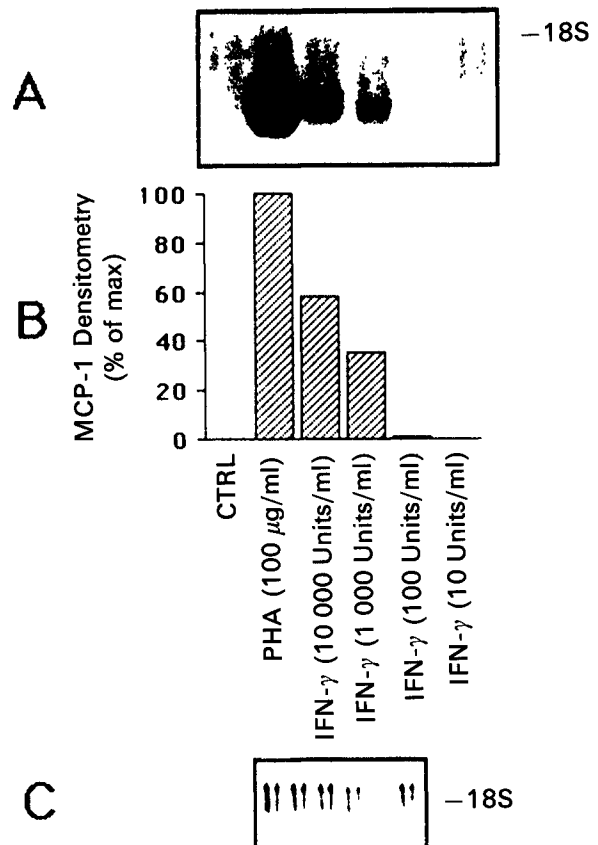 A
–18S
B
MCP-1 Densitometry
(% of max)
100
80
60
40
20
0
CTRL
PHA (100 μg/ml)
IFN-γ (10 000 Units/ml)
IFN-γ (1 000 Units/ml)
IFN-γ (100 Units/ml)
IFN-γ (10 Units/ml)
C
–18S